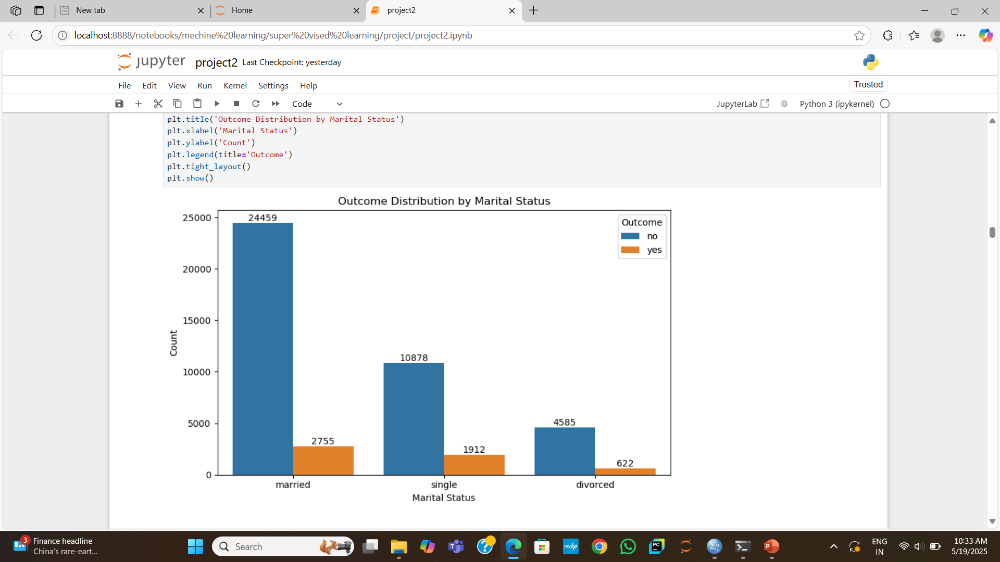 New tab
Home
project2
localhost:8888/notebooks/mechine%20learning/super%20vised%20learning/project/project2.ipynb
jupyter project2 Last Checkpoint: yesterday
File Edit View Run Kernel Settings Help
Trusted
Code
JupyterLab
Python 3 (ipykernel)
plt.title('Outcome Distribution by Marital Status')
plt.xlabel('Marital Status')
plt.ylabel('Count')
plt.legend(title='Outcome')
plt.tight_layout()
plt.show()
Outcome Distribution by Marital Status
25000
20000
15000
10000
5000
0
Count
24459
2755
10878
1912
4585
622
Outcome
no
yes
married
single
divorced
Marital Status
3
Finance headline
China's rare-eart...
Search
ENG
IN
10:33 AM
5/19/2025